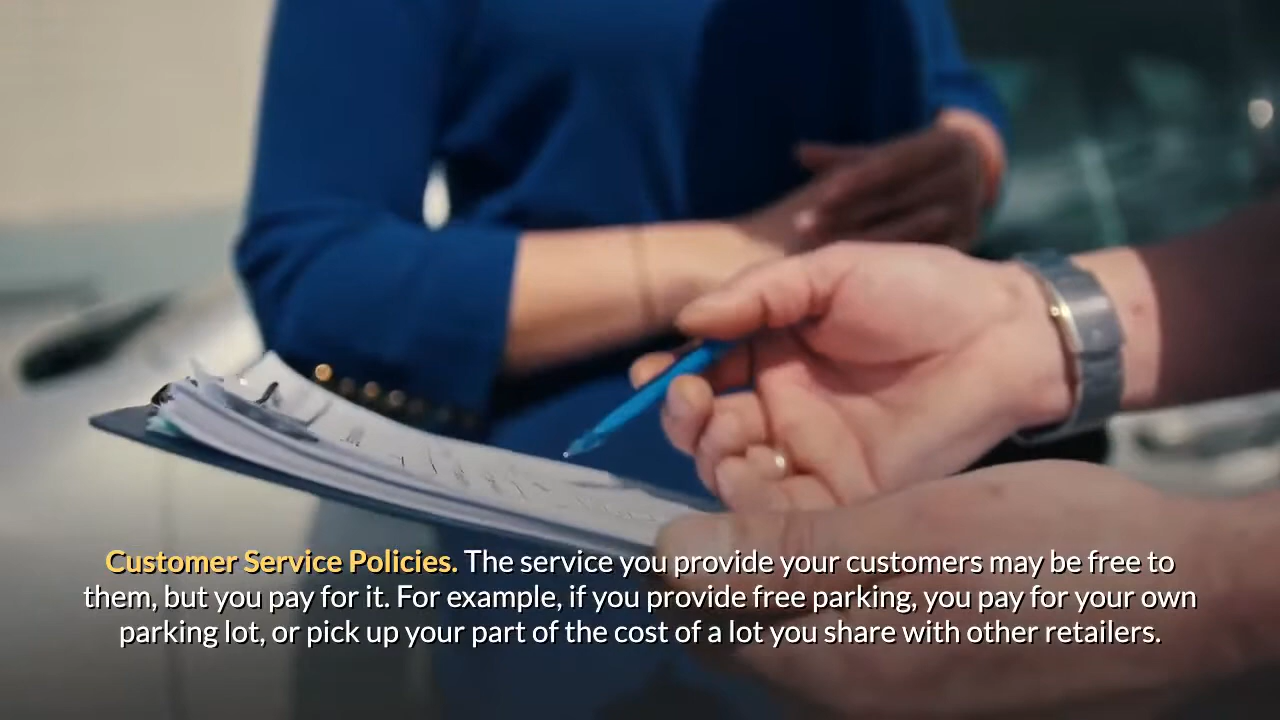 Customer Service Policies. The service you provide your customers may be free to
them, but you pay for it. For example, if you provide free parking, you pay for your own
parking lot, or pick up your part of the cost of a lot you share with other retailers.